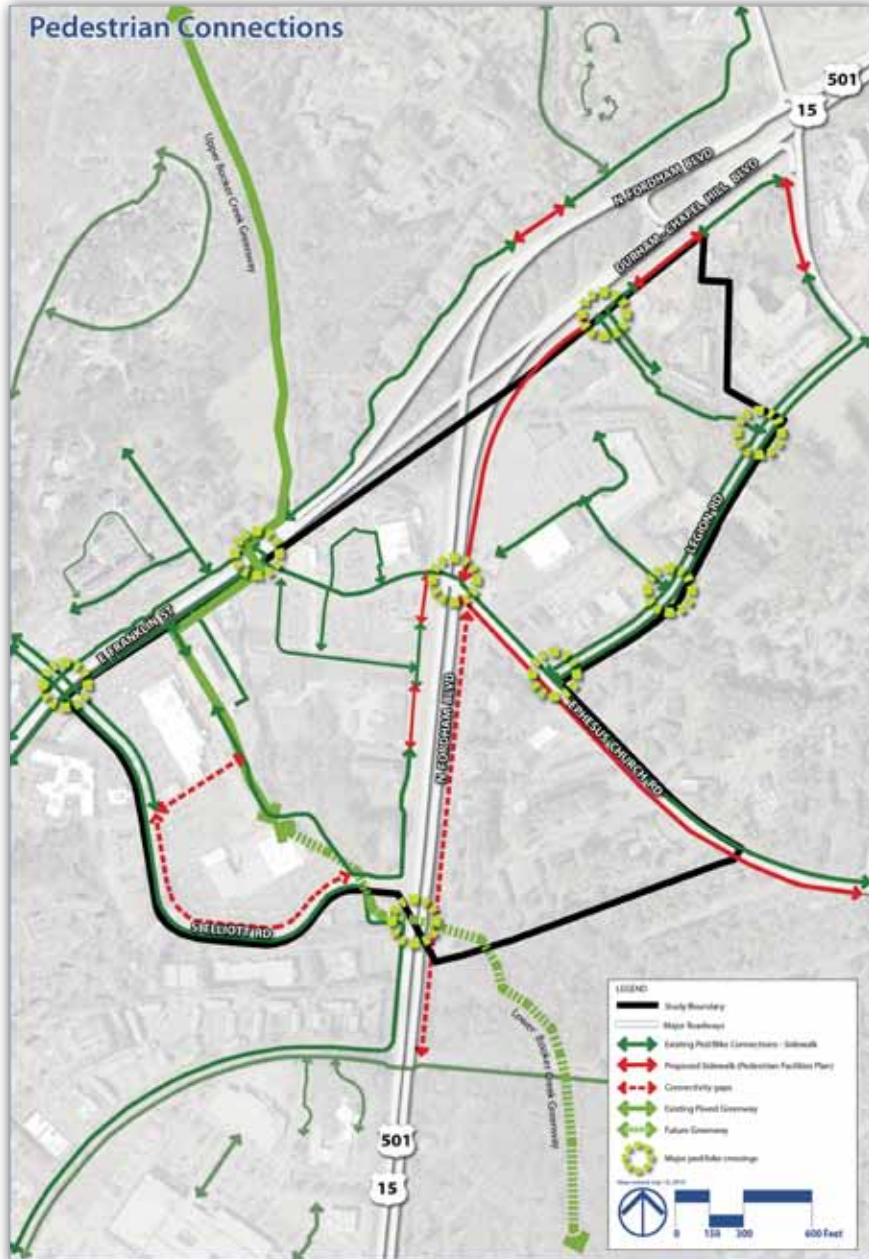 Pedestrian Connections
501
15
Upper Booker Creek Greenway
N FORDHAM BLVD
DURHAM - CHAPEL HILL BLVD
LEGION RD
E FRANKLIN ST
N FORDHAM BLVD
EPHESUS CHURCH RD
S ELLIOTT RD
Lower Booker Creek Greenway
501
15
LEGEND
Study Boundary
Major Roadways
Existing Ped/Bike Connections - Sidewalk
Proposed Sidewalk (Pedestrian Facilities Plan)
Connectivity gaps
Existing Paved Greenway
Future Greenway
Major ped/bike crossings
0 150 300 600 Feet